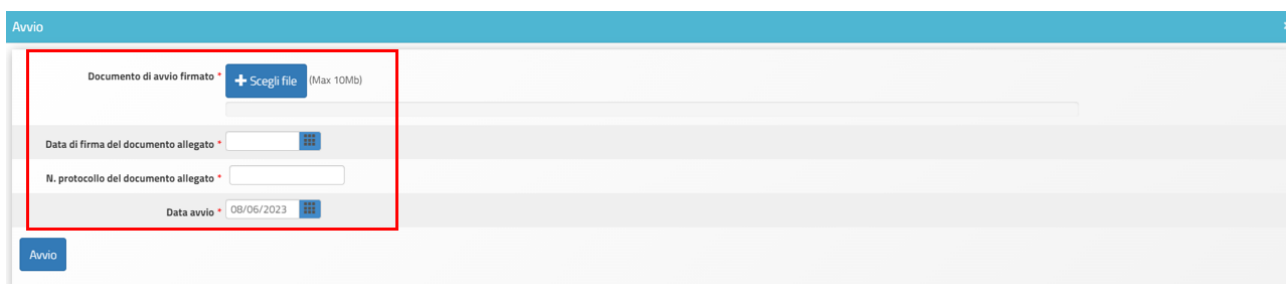 Avvio
Documento di avvio firmato * + Scegli file (Max 10Mb)
Data di firma del documento allegato *
N. protocollo del documento allegato *
Data avvio * 08/06/2023
Avvio